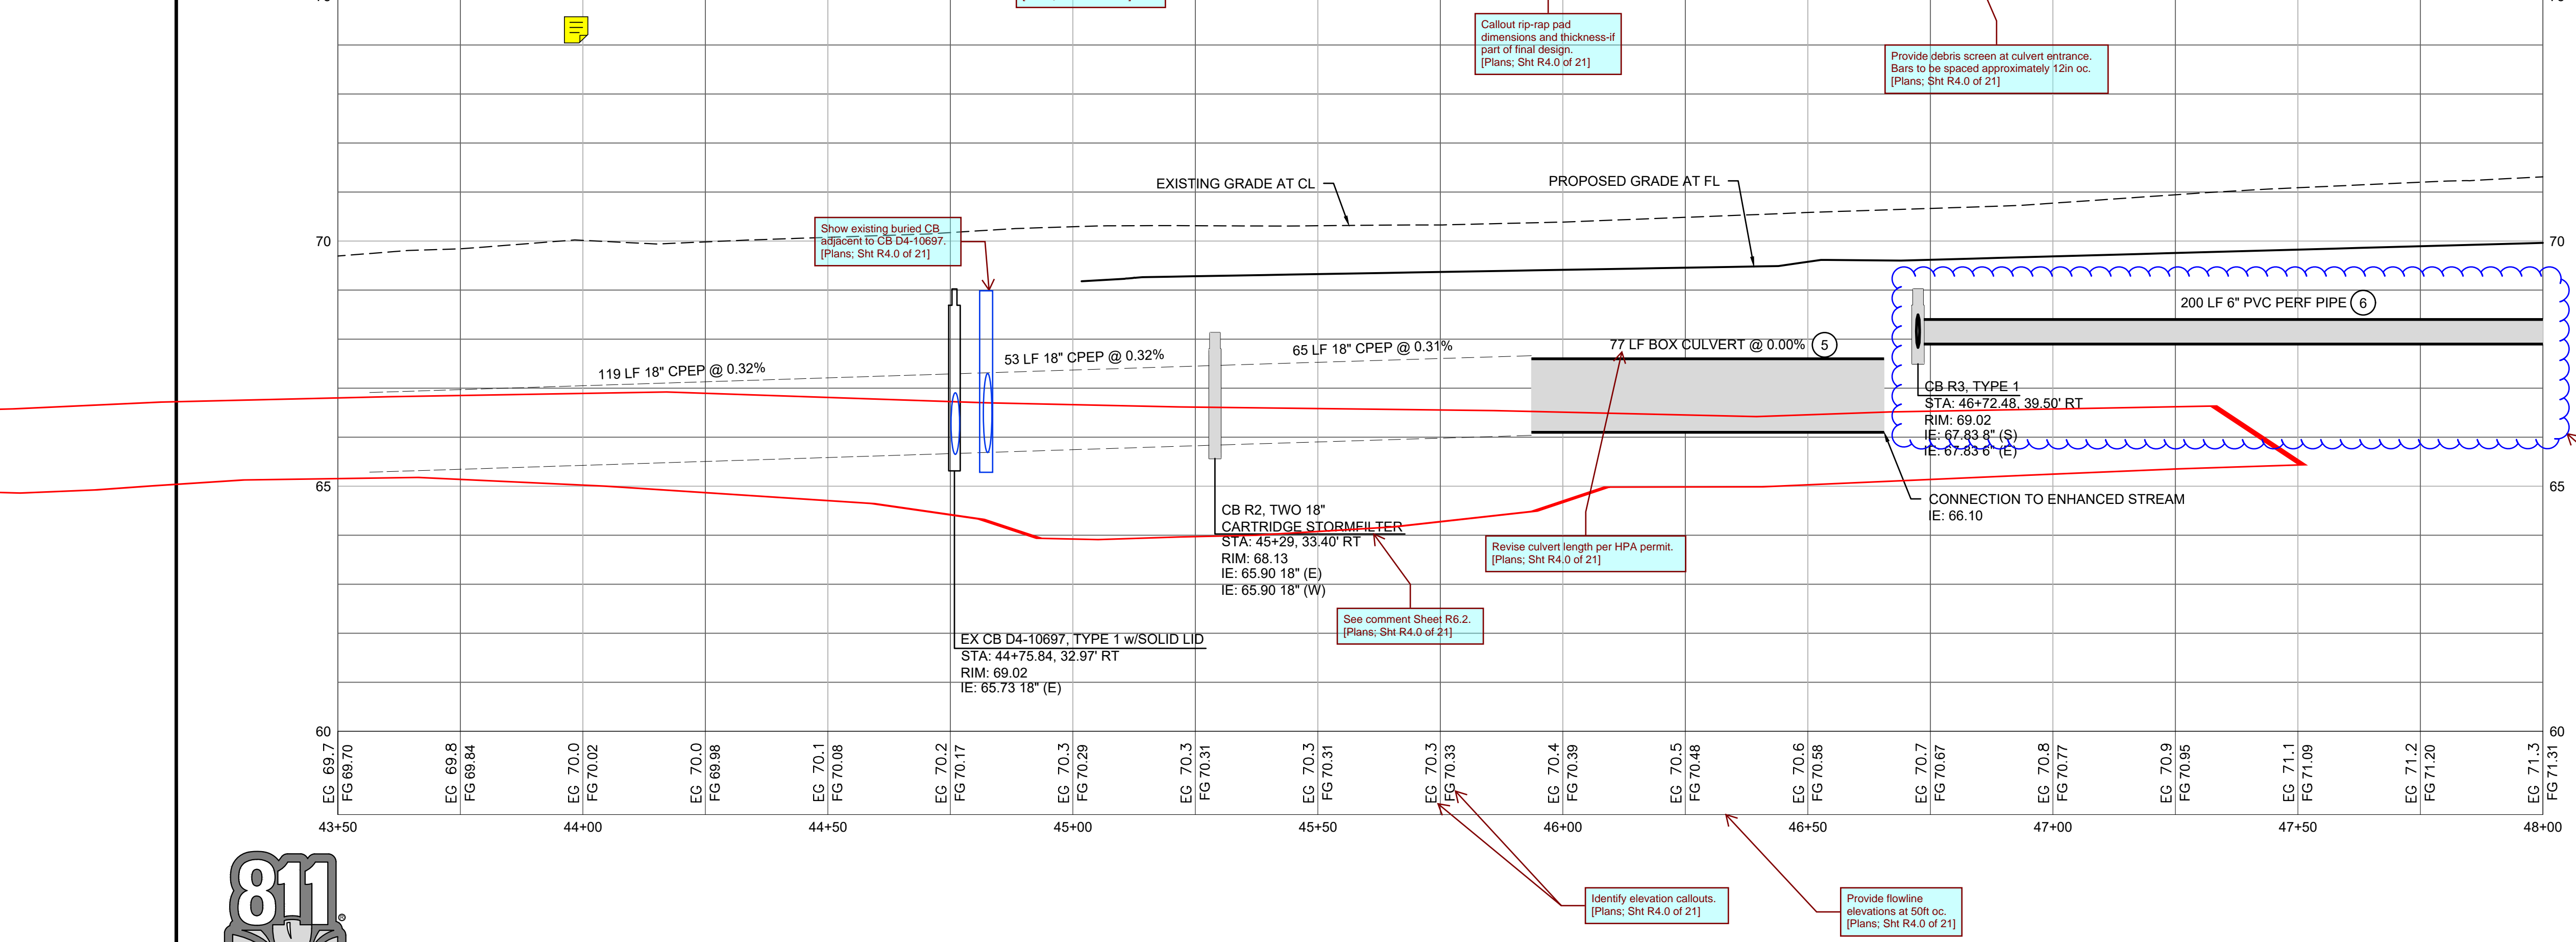 Callout rip-rap pad
dimensions and thickness-if
part of final design.
[Plans; Sht R4.0 of 21]
Provide debris screen at culvert entrance.
Bars to be spaced approximately 12in oc.
[Plans; Sht R4.0 of 21]
EXISTING GRADE AT CL
PROPOSED GRADE AT FL
Show existing buried CB
adjacent to CB D4-10697.
[Plans; Sht R4.0 of 21]
70
70
200 LF 6" PVC PERF PIPE 6
119 LF 18" CPEP @ 0.32%
53 LF 18" CPEP @ 0.32%
65 LF 18" CPEP @ 0.31%
77 LF BOX CULVERT @ 0.00% 5
CB R3, TYPE 1
STA: 46+72.48, 39.50' RT
RIM: 69.02
IE: 67.83 8" (S)
IE: 67.83 6" (E)
65
65
CONNECTION TO ENHANCED STREAM
IE: 66.10
CB R2, TWO 18"
CARTRIDGE STORMFILTER
STA: 45+29, 33.40' RT
RIM: 68.13
IE: 65.90 18" (E)
IE: 65.90 18" (W)
Revise culvert length per HPA permit.
[Plans; Sht R4.0 of 21]
See comment Sheet R6.2.
[Plans; Sht R4.0 of 21]
EX CB D4-10697, TYPE 1 w/SOLID LID
STA: 44+75.84, 32.97' RT
RIM: 69.02
IE: 65.73 18" (E)
60
60
EG 69.7
FG 69.70
EG 69.8
FG 69.84
EG 70.0
FG 70.02
EG 70.0
FG 69.98
EG 70.1
FG 70.08
EG 70.2
FG 70.17
EG 70.3
FG 70.29
EG 70.3
FG 70.31
EG 70.3
FG 70.31
EG 70.3
FG 70.33
EG 70.4
FG 70.39
EG 70.5
FG 70.48
EG 70.6
FG 70.58
EG 70.7
FG 70.67
EG 70.8
FG 70.77
EG 70.9
FG 70.95
EG 71.1
FG 71.09
EG 71.2
FG 71.20
EG 71.3
FG 71.31
43+50
44+00
44+50
45+00
45+50
46+00
46+50
47+00
47+50
48+00
811®
Identify elevation callouts.
[Plans; Sht R4.0 of 21]
Provide flowline
elevations at 50ft oc.
[Plans; Sht R4.0 of 21]